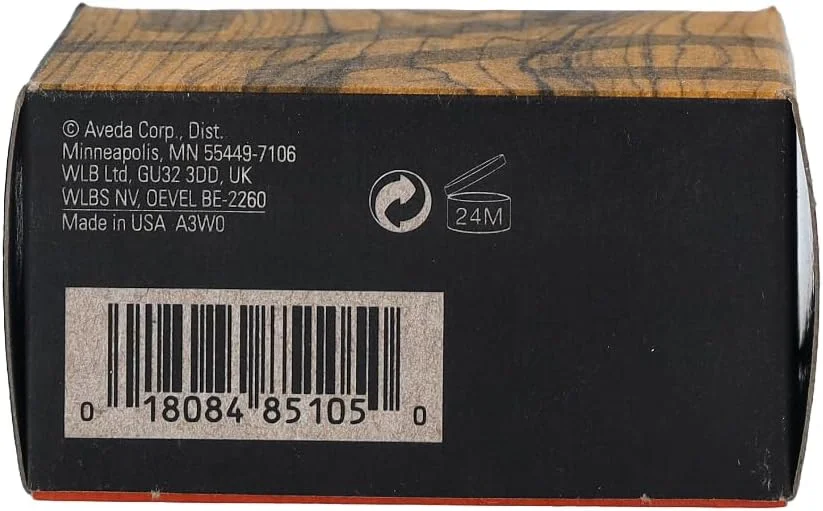 © Aveda Corp., Dist.
Minneapolis, MN 55449-7106
WLB Ltd, GU32 3DD, UK
WLBS NV, OEVEL BE-2260
Made in USA A3W0
24M
0 18084 85105 0